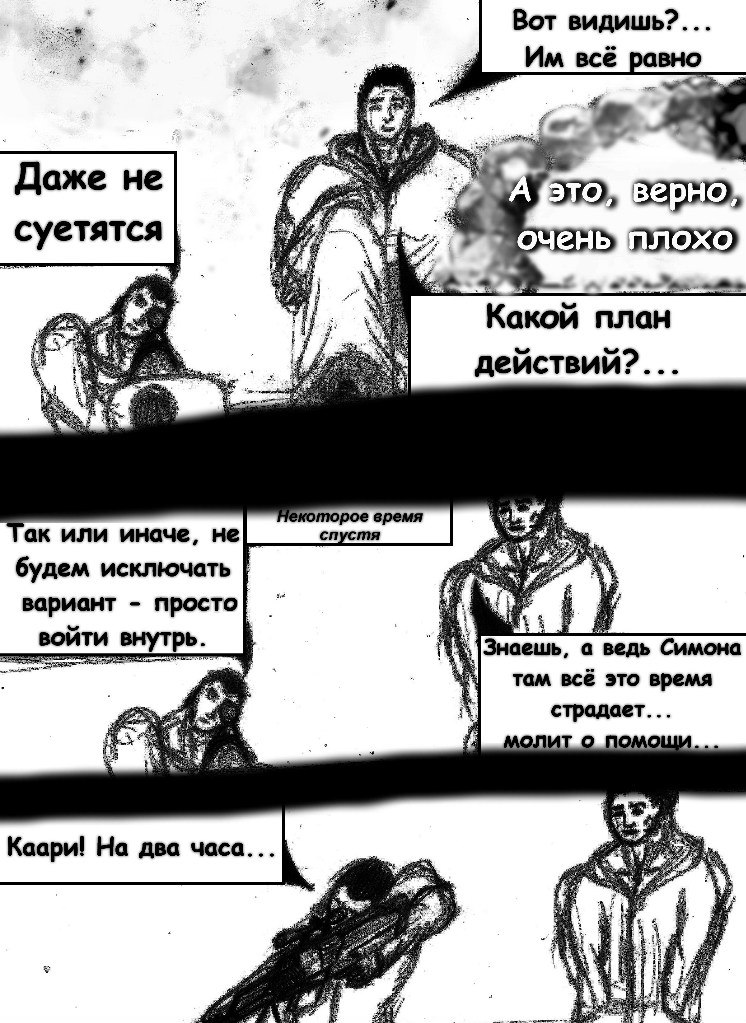 Вот видишь?...
Им всё равно
Даже не
суетятся
А это, верно,
очень плохо
Какой план
действий?...
Некоторое время
спустя
Так или иначе, не
будем исключать
вариант - просто
войти внутрь.
Знаешь, а ведь Симона
там всё это время
страдает...
молит о помощи...
Каари! На два часа...